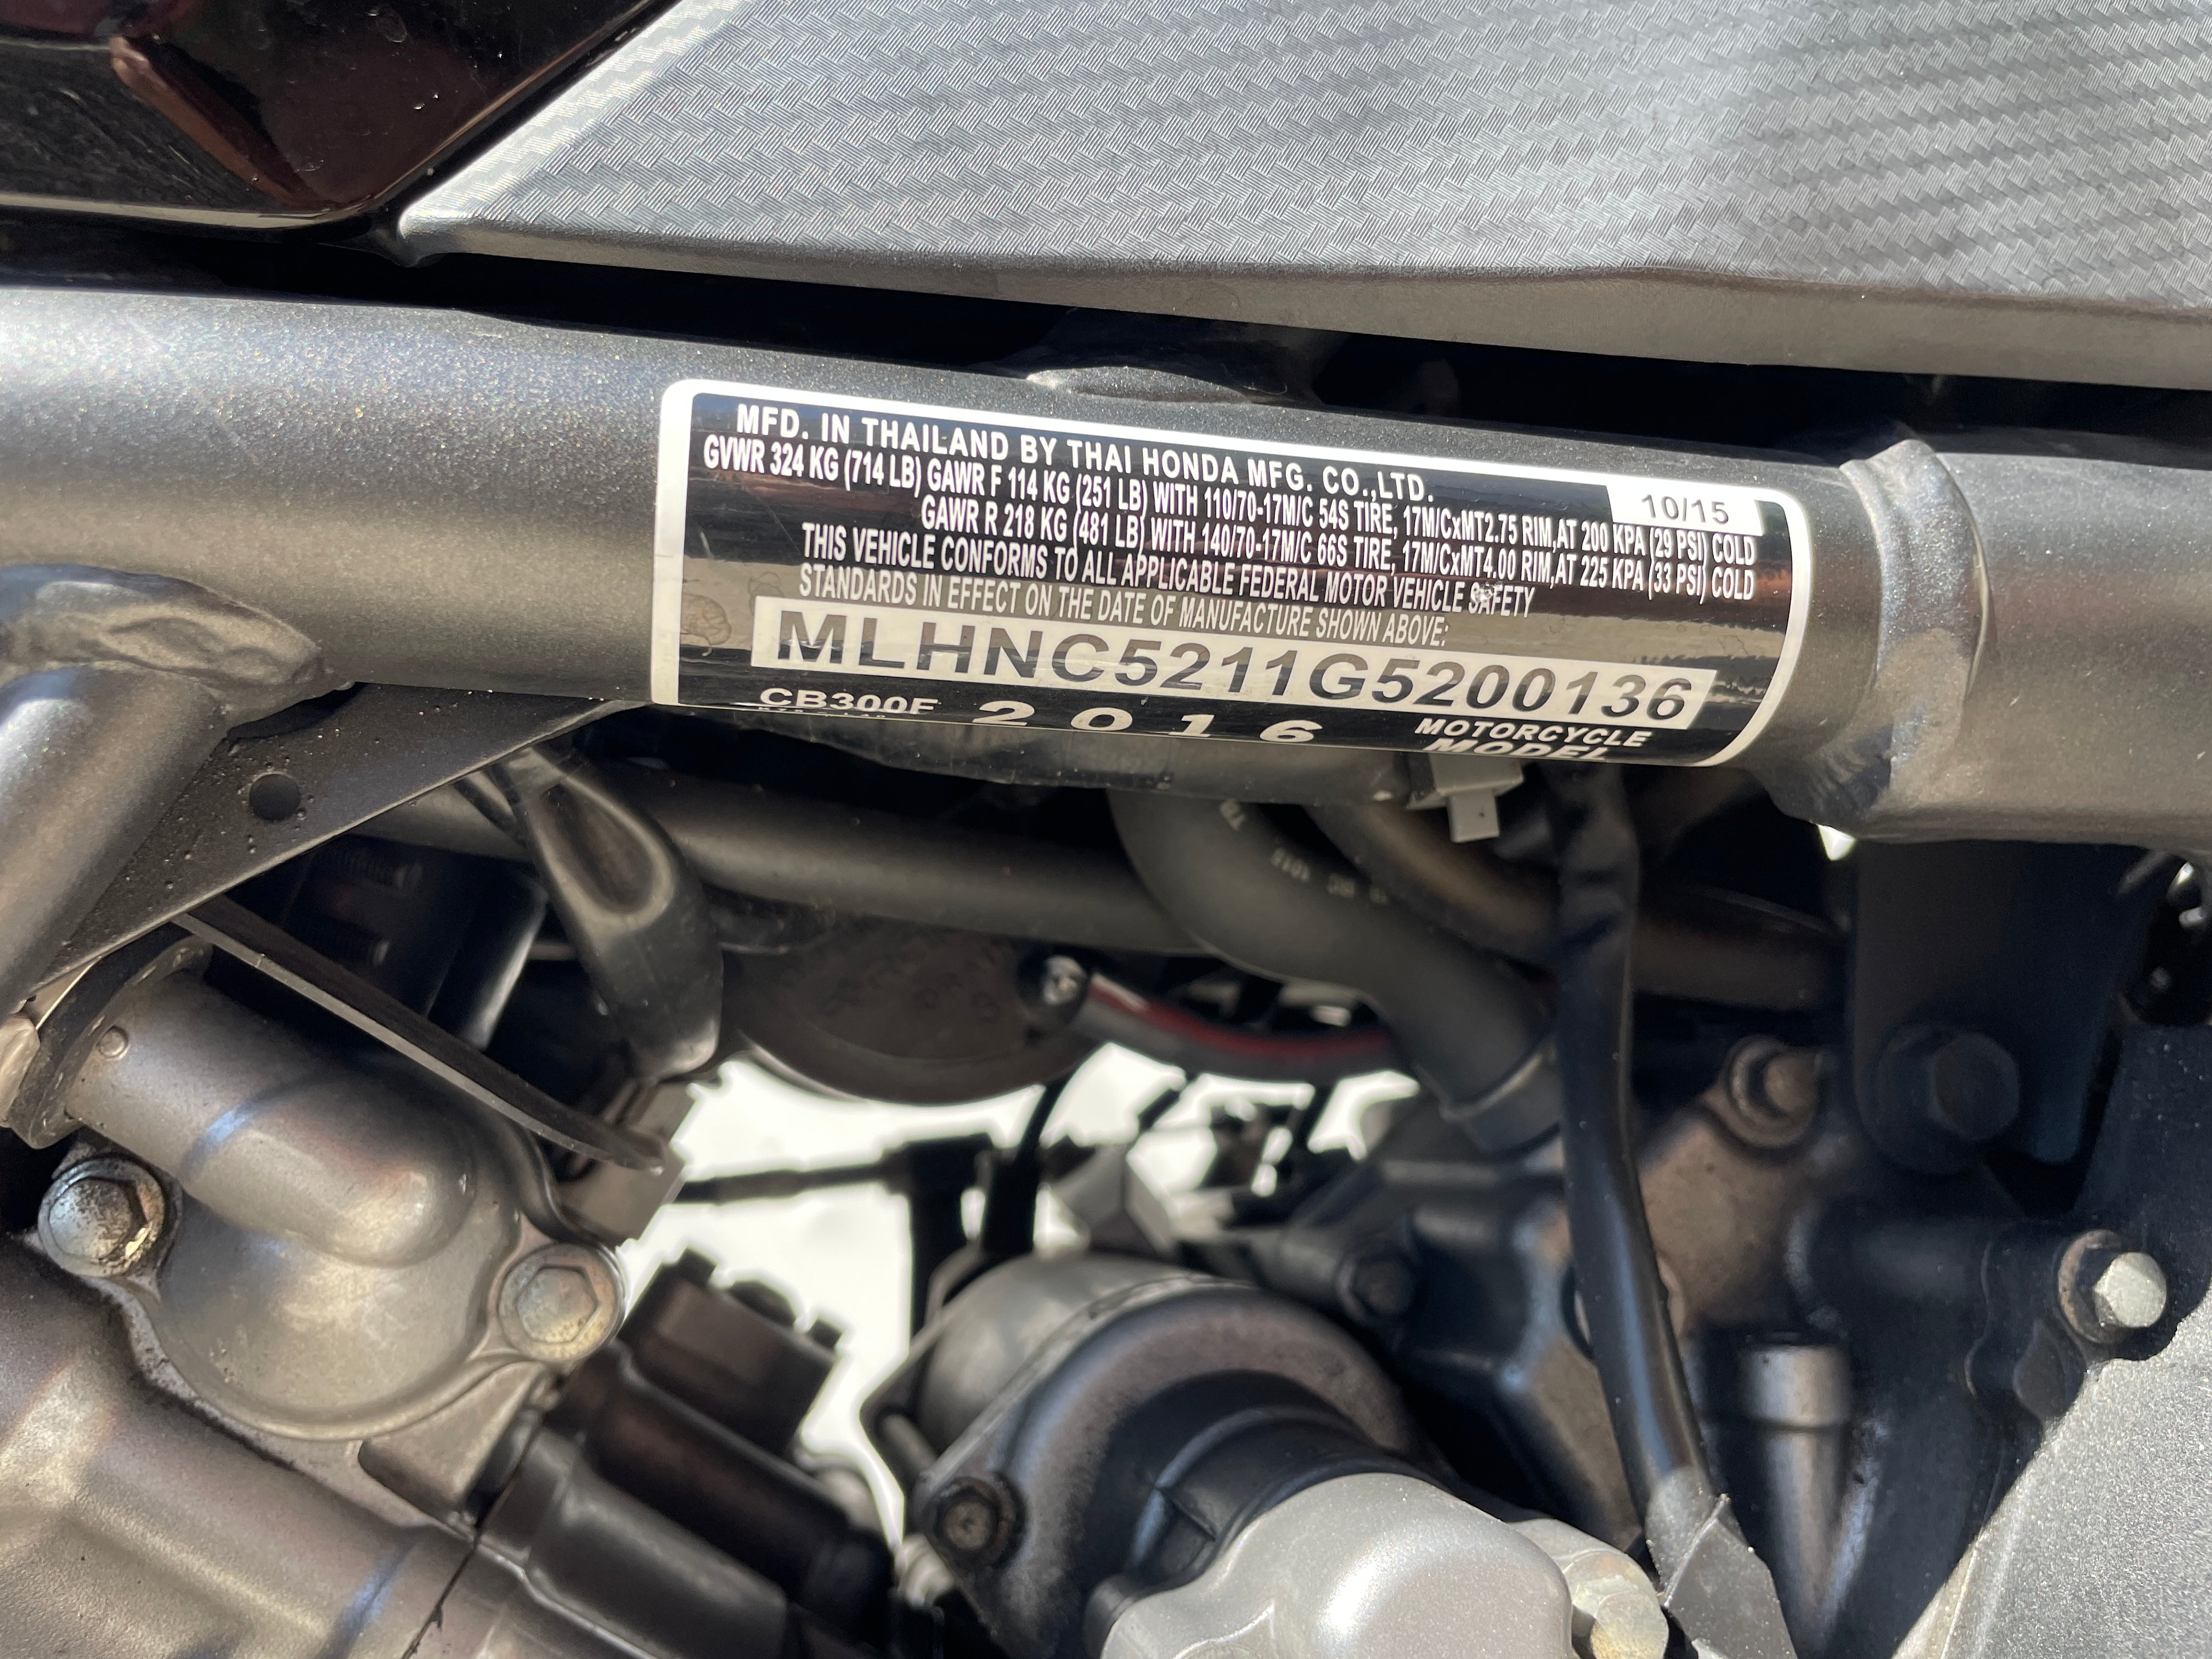 MFD. IN THAILAND BY THAI HONDA MFG. CO.,LTD.
10/15
GVWR 324 KG (714 LB) GAWR F 114 KG (251 LB) WITH 110/70-17M/C 54S TIRE, 17M/CxMT2.75 RIM,AT 200 KPA (29 PSI) COLD
GAWR R 218 KG (481 LB) WITH 140/70-17M/C 66S TIRE, 17M/CxMT4.00 RIM,AT 225 KPA (33 PSI) COLD
THIS VEHICLE CONFORMS TO ALL APPLICABLE FEDERAL MOTOR VEHICLE SAFETY
STANDARDS IN EFFECT ON THE DATE OF MANUFACTURE SHOWN ABOVE:
MLHNC5211G5200136
CB300F 2016 MOTORCYCLE
MODEL